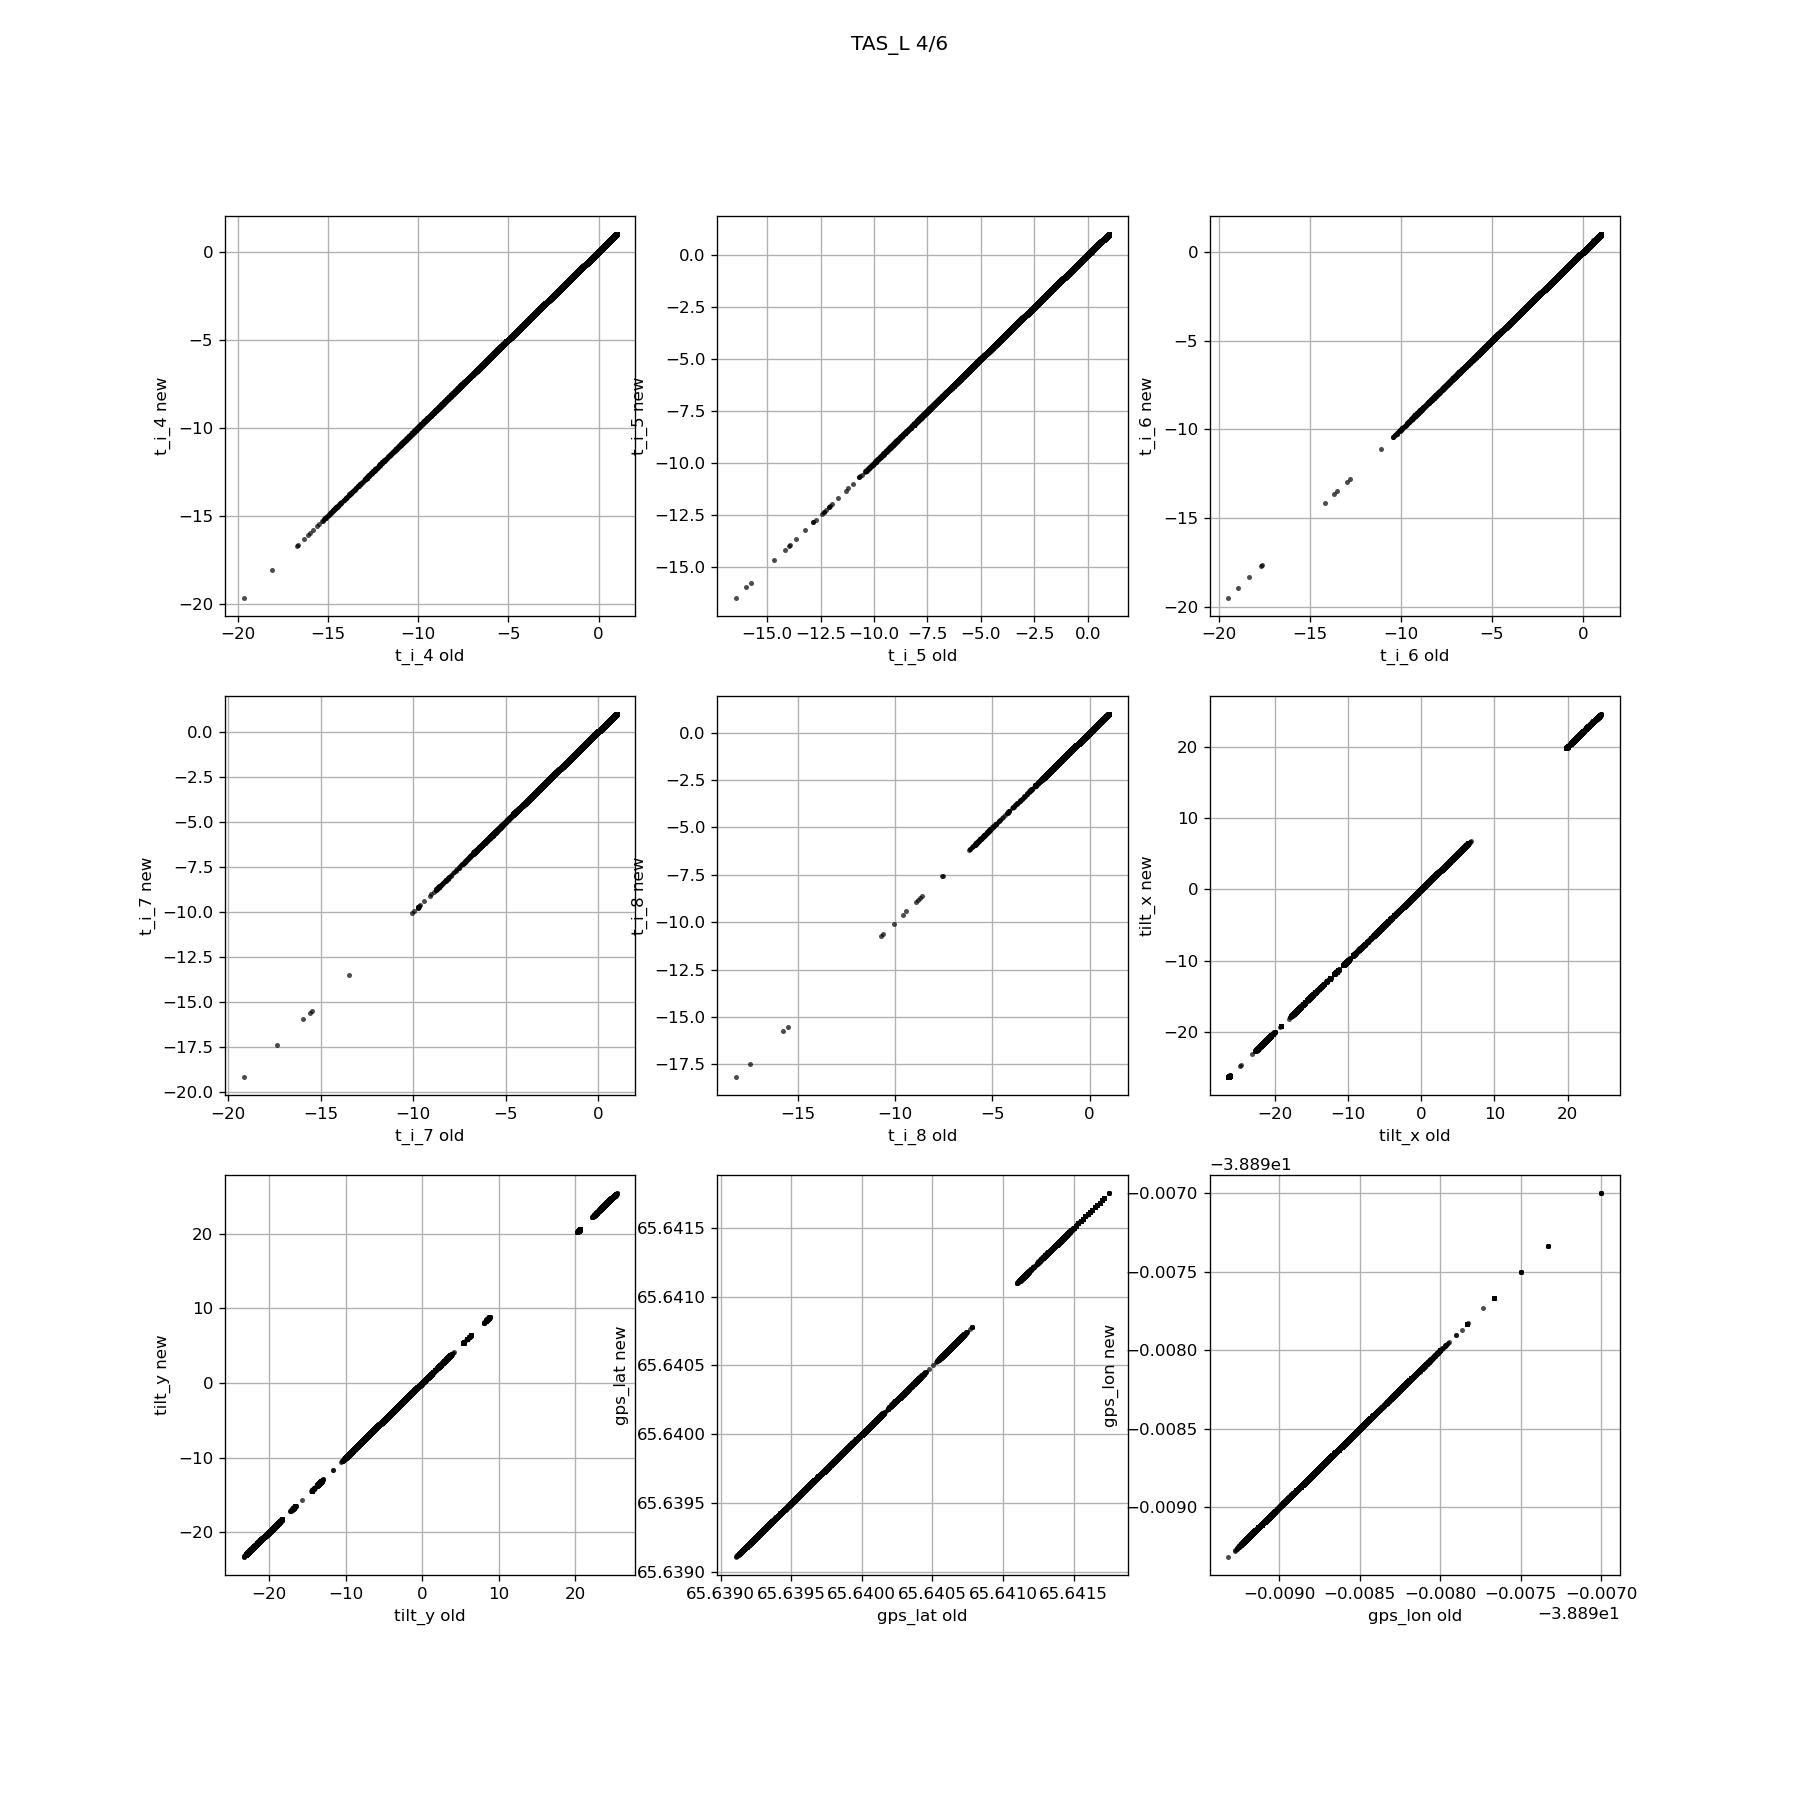 TAS_L 4/6
0
−5
−10
−15
−20
t_i_4 new
−20 −15 −10 −5 0
t_i_4 old
0.0
−2.5
−5.0
−7.5
−10.0
−12.5
−15.0
t_i_5 new
−15.0 −12.5 −10.0 −7.5 −5.0 −2.5 0.0
t_i_5 old
0
−5
−10
−15
−20
t_i_6 new
−20 −15 −10 −5 0
t_i_6 old
0.0
−2.5
−5.0
−7.5
−10.0
−12.5
−15.0
−17.5
−20.0
t_i_7 new
−20 −15 −10 −5 0
t_i_7 old
0.0
−2.5
−5.0
−7.5
−10.0
−12.5
−15.0
−17.5
t_i_8 new
−15 −10 −5 0
t_i_8 old
20
10
0
−10
−20
tilt_x new
−20 −10 0 10 20
tilt_x old
20
10
0
−10
−20
tilt_y new
−20 −10 0 10 20
tilt_y old
65.6415
65.6410
65.6405
65.6400
65.6395
65.6390
gps_lat new
65.6390 65.6395 65.6400 65.6405 65.6410 65.6415
gps_lat old
−3.889e1
−0.0070
−0.0075
−0.0080
−0.0085
−0.0090
gps_lon new
−0.0090 −0.0085 −0.0080 −0.0075 −0.0070
gps_lon old
−3.889e1